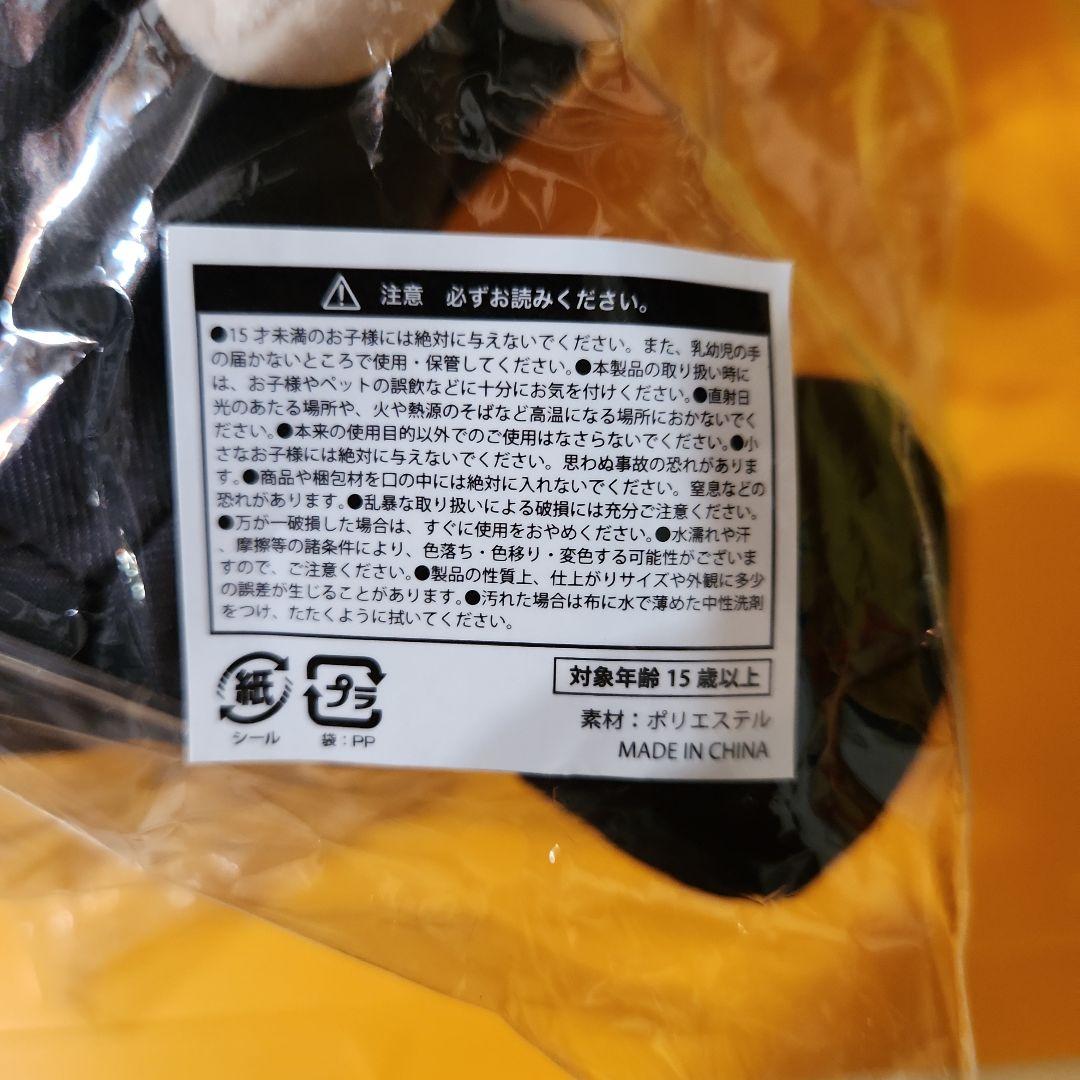 注意 必ずお読みください。
●15才未満のお子様には絶対に与えないでください。また、乳幼児の手
の届かないところで使用・保管してください。●本製品の取り扱い時に
は、お子様やペットの誤飲などに十分にお気を付けください。●直射日
光のあたる場所や、火や熱源のそばなど高温になる場所におかないでく
ださい。●本来の使用目的以外でのご使用はなさらないでください。●小
さなお子様には絶対に与えないでください。思わぬ事故の恐れがありま
す。●商品や梱包材を口の中には絶対に入れないでください。窒息などの
恐れがあります。●乱暴な取り扱いによる破損には充分ご注意ください。
●万が一破損した場合は、すぐに使用をおやめください。●水濡れや汗
、摩擦等の諸条件により、色落ち・色移り・変色する可能性がございま
すので、ご注意ください。●製品の性質上、仕上がりサイズや外観に多少
の誤差が生じることがあります。●汚れた場合は布に水で薄めた中性洗剤
をつけ、たたくように拭いてください。
紙
シール
プラ
袋：PP
対象年齢 15歳以上
素材：ポリエステル
MADE IN CHINA